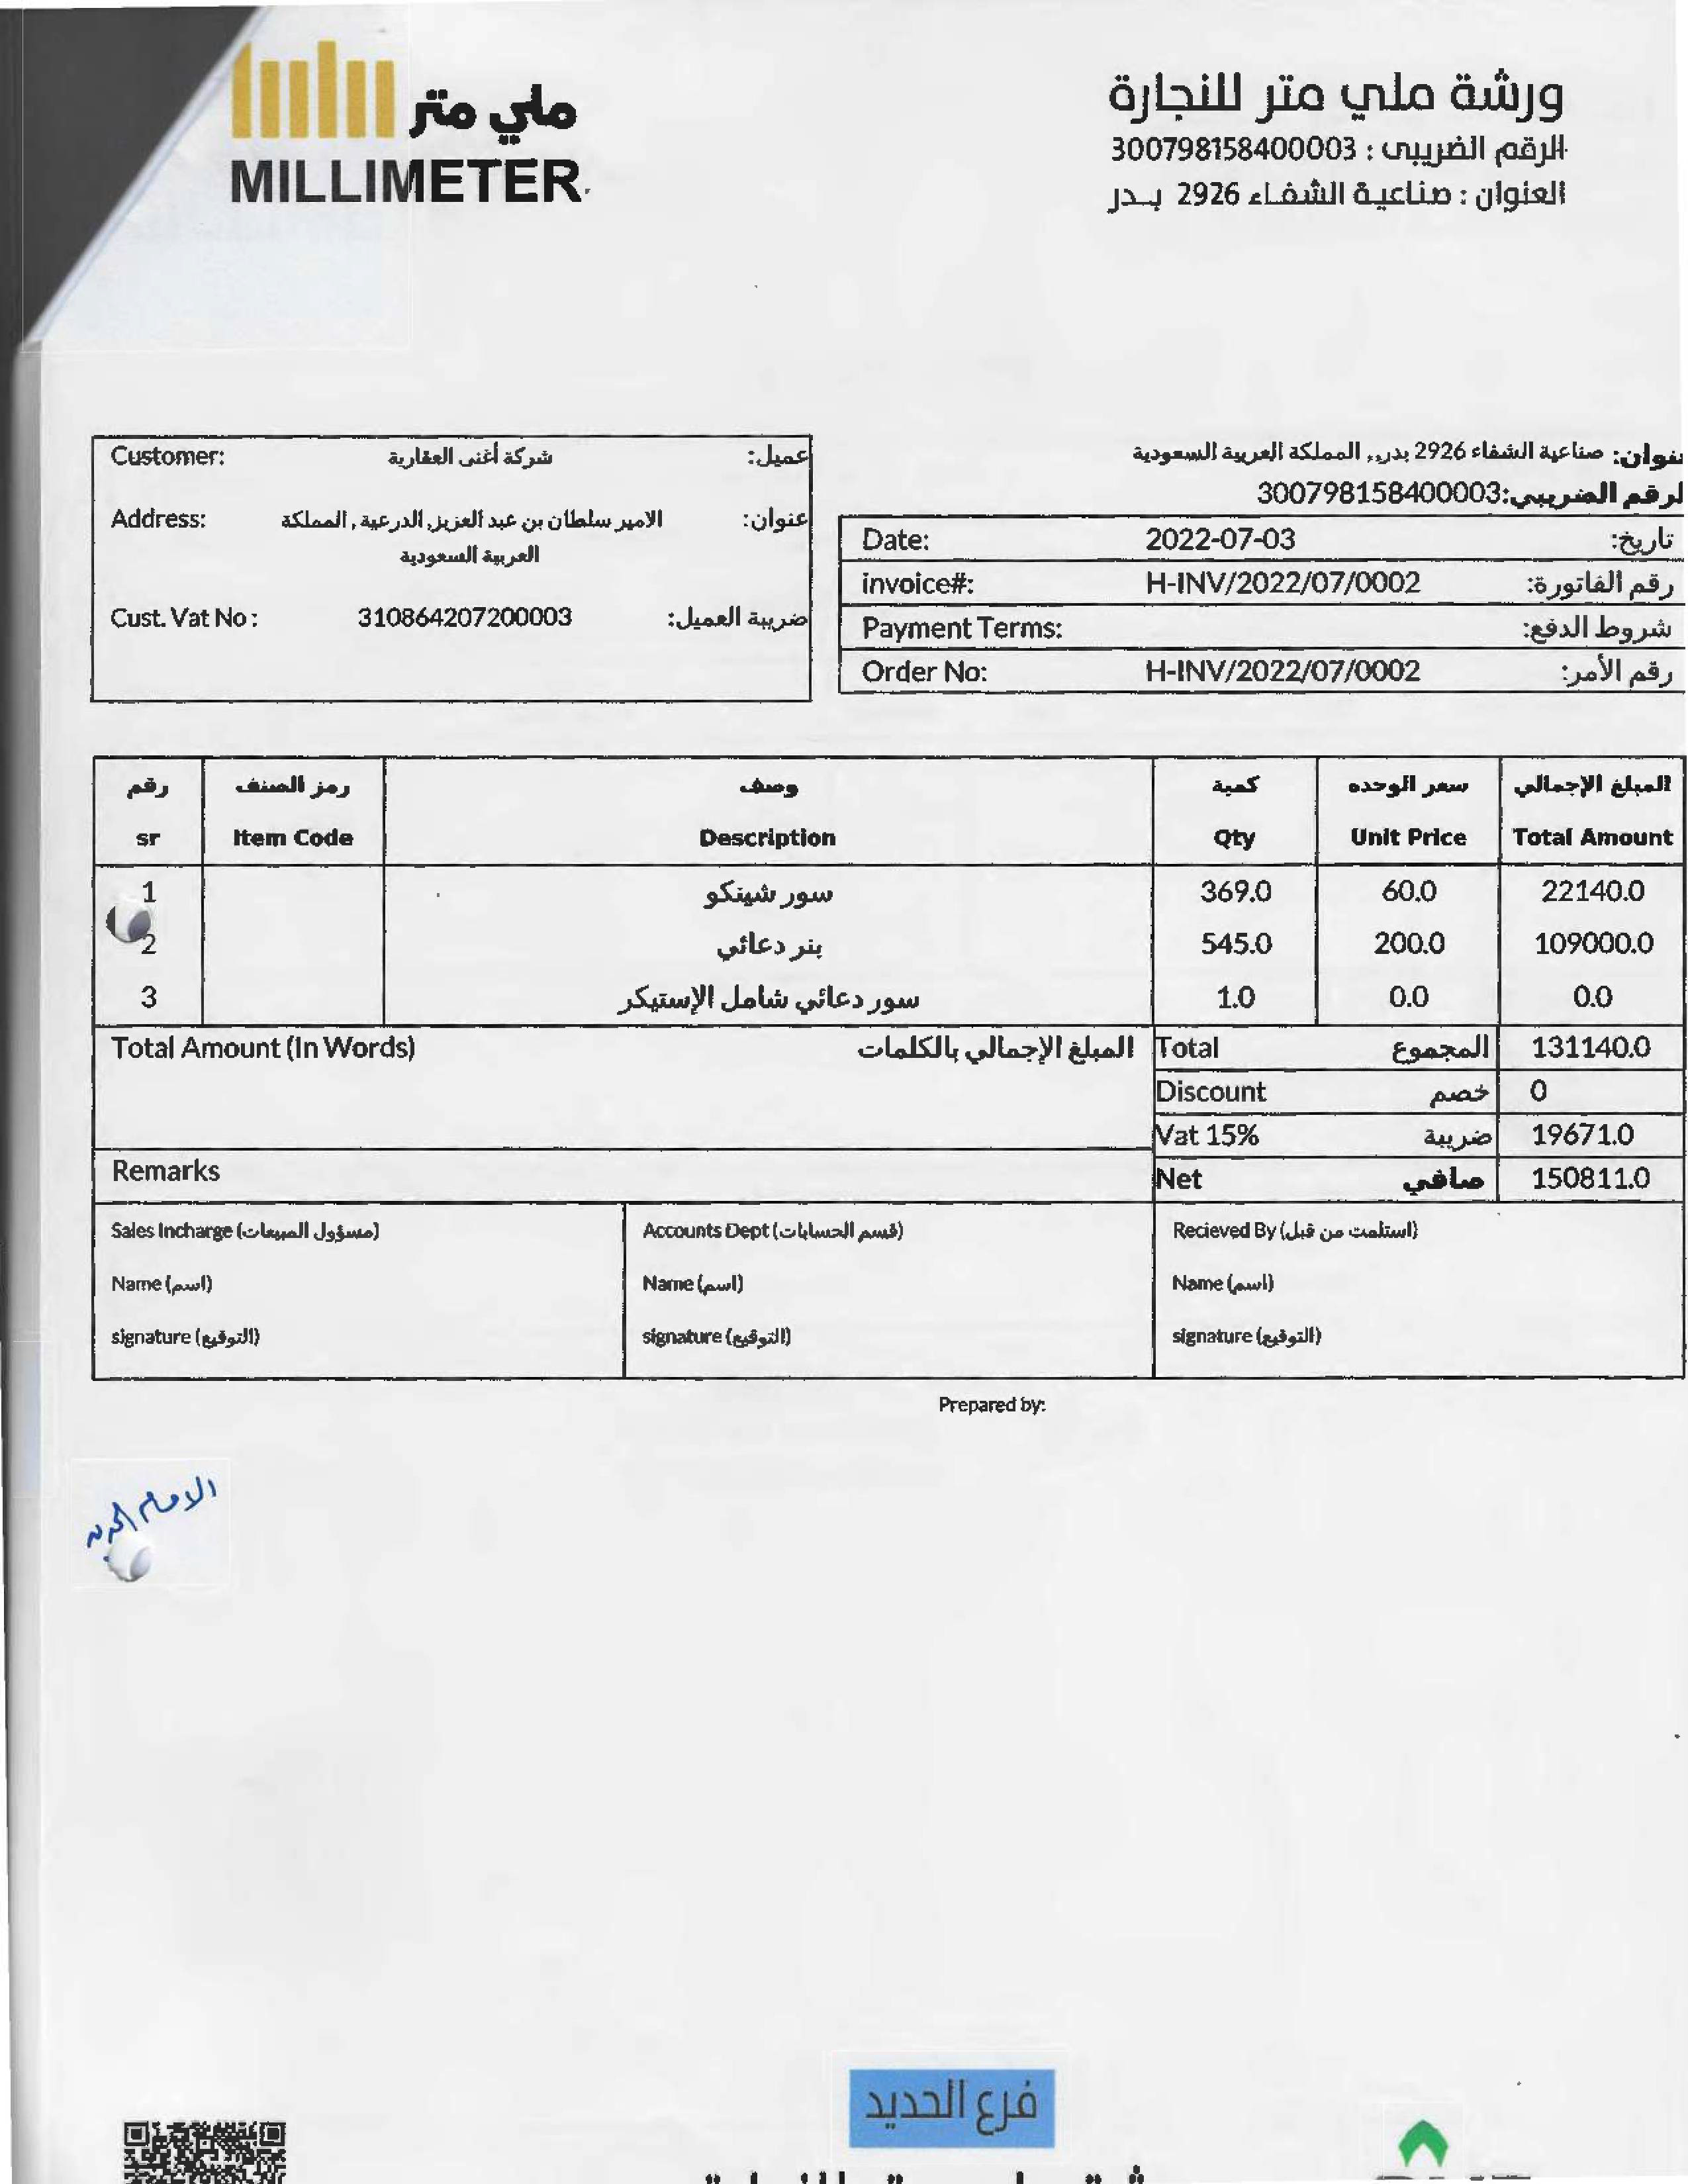 ملي متر
MILLIMETER
ورشة ملي متر للنجارة
الرقم الضريبي : 300798158400003
العنوان : صناعية الشفاء 2926 بدر
Customer: شركة أغنى العقارية عميل:
Address: الامير سلطان بن عبد العزيز, الدرعية , المملكة عنوان:
العربية السعودية
Cust. Vat No : 310864207200003 ضريبة العميل:
نوان: صناعية الشفاء 2926 بدر,, المملكة العربية السعودية
لرقم الضريبي:300798158400003
Date: 2022-07-03 تاريخ:
invoice#: H-INV/2022/07/0002 رقم الفاتورة:
Payment Terms: شروط الدفع:
Order No: H-INV/2022/07/0002 رقم الأمر:
رقم رمز الصنف وصف كمية سعر الوحده المبلغ الإجمالي
sr Item Code Description Qty Unit Price Total Amount
1 سور شينكو 369.0 60.0 22140.0
2 بنر دعائي 545.0 200.0 109000.0
3 سور دعائي شامل الإستيكر 1.0 0.0 0.0
Total Amount (In Words) المبلغ الإجمالي بالكلمات
Total المجموع 131140.0
Discount خصم 0
Vat 15% ضريبة 19671.0
Net صافي 150811.0
Remarks
Sales Incharge (مسؤول المبيعات) Accounts Dept (قسم الحسابات) Recieved By (استلمت من قبل)
Name (اسم) Name (اسم) Name (اسم)
signature (التوقيع) signature (التوقيع) signature (التوقيع)
Prepared by:
فرع الحديد